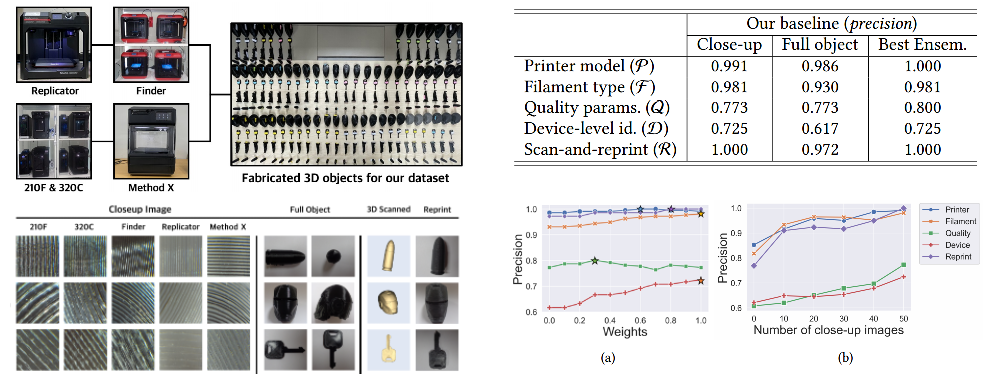 Replicator
Finder
210F & 320C
Method X
Fabricated 3D objects for our dataset
Closeup Image
Full Object
3D Scanned
Reprint
210F
320C
Finder
Replicator
Method X
Our baseline (precision)
Close-up
Full object
Best Ensem.
Printer model (𝒫)
0.991
0.986
1.000
Filament type (ℱ)
0.981
0.930
0.981
Quality params. (𝒬)
0.773
0.773
0.800
Device-level id. (𝒟)
0.725
0.617
0.725
Scan-and-reprint (ℛ)
1.000
0.972
1.000
Precision
1.0
0.9
0.8
0.7
0.6
0.0
0.2
0.4
0.6
0.8
1.0
Weights
(a)
Precision
1.0
0.9
0.8
0.7
0.6
0
10
20
30
40
50
Number of close-up images
Printer
Filament
Quality
Device
Reprint
(b)